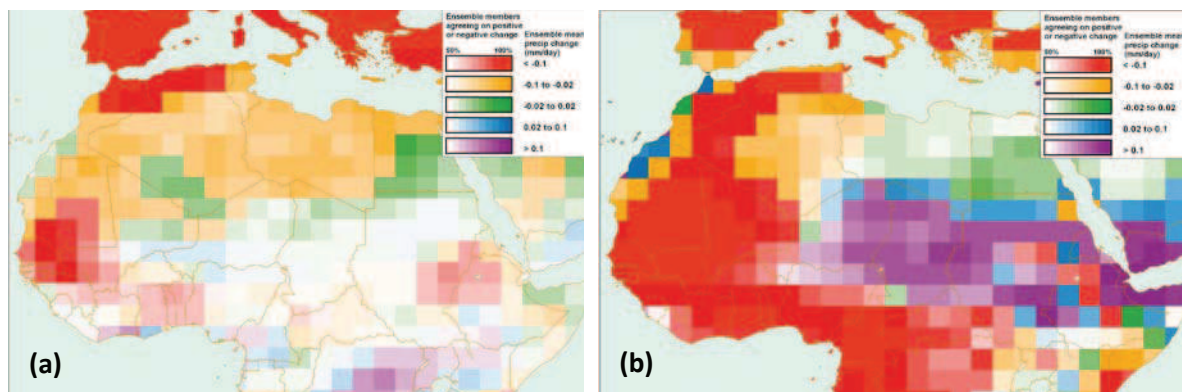 Ensemble members
agreeing on positive
or negative change
Ensemble mean
precip change
(mm/day)
50% 100%
< -0.1
-0.1 to -0.02
-0.02 to 0.02
0.02 to 0.1
> 0.1
(a)
Ensemble members
agreeing on positive
or negative change
Ensemble mean
precip change
(mm/day)
50% 100%
< -0.1
-0.1 to -0.02
-0.02 to 0.02
0.02 to 0.1
> 0.1
(b)